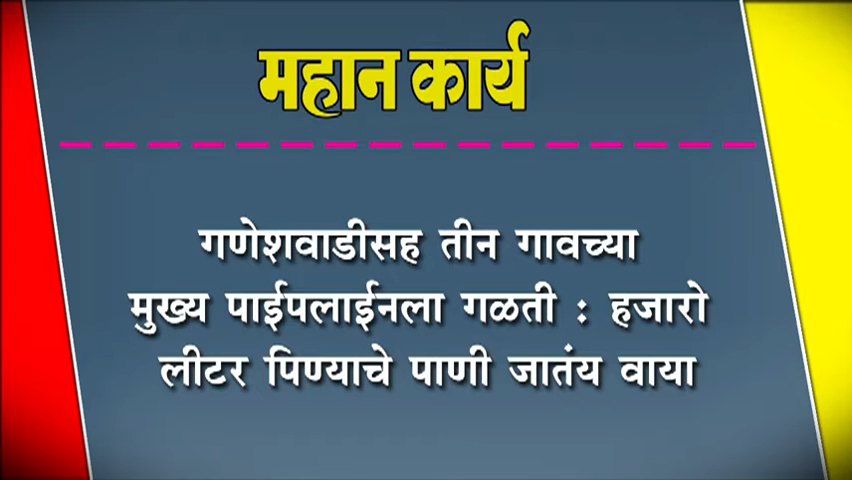 महान कार्य
गणेशवाडीसह तीन गावच्या
मुख्य पाईपलाईनला गळती : हजारो
लीटर पिण्याचे पाणी जातंय वाया